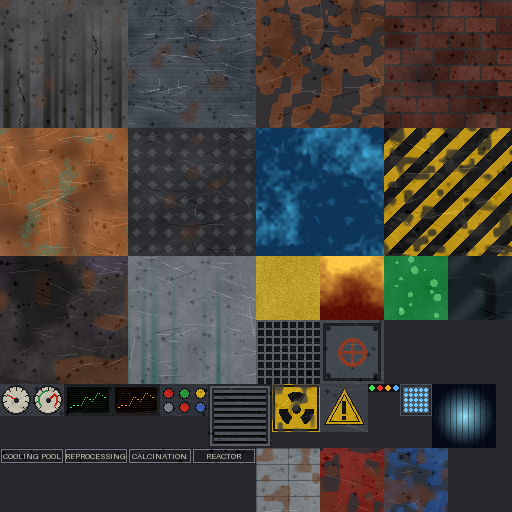 COOLING POOL
REPROCESSING
CALCINATION
REACTOR